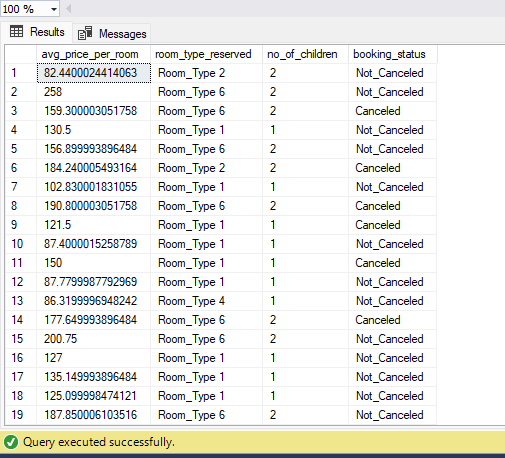 100 %
Results Messages
avg_price_per_room room_type_reserved no_of_children booking_status
1 82.4400024414063 Room_Type 2 2 Not_Canceled
2 258 Room_Type 6 2 Not_Canceled
3 159.300003051758 Room_Type 6 2 Canceled
4 130.5 Room_Type 1 1 Not_Canceled
5 156.899993896484 Room_Type 6 2 Not_Canceled
6 184.240005493164 Room_Type 2 2 Canceled
7 102.830001831055 Room_Type 1 1 Not_Canceled
8 190.800003051758 Room_Type 6 2 Canceled
9 121.5 Room_Type 1 1 Canceled
10 87.4000015258789 Room_Type 1 1 Not_Canceled
11 150 Room_Type 1 1 Canceled
12 87.7799987792969 Room_Type 1 1 Not_Canceled
13 86.3199996948242 Room_Type 4 1 Not_Canceled
14 177.649993896484 Room_Type 6 2 Canceled
15 200.75 Room_Type 6 2 Not_Canceled
16 127 Room_Type 1 1 Not_Canceled
17 135.149993896484 Room_Type 1 1 Not_Canceled
18 125.099998474121 Room_Type 1 1 Not_Canceled
19 187.850006103516 Room_Type 6 2 Not_Canceled
Query executed successfully.